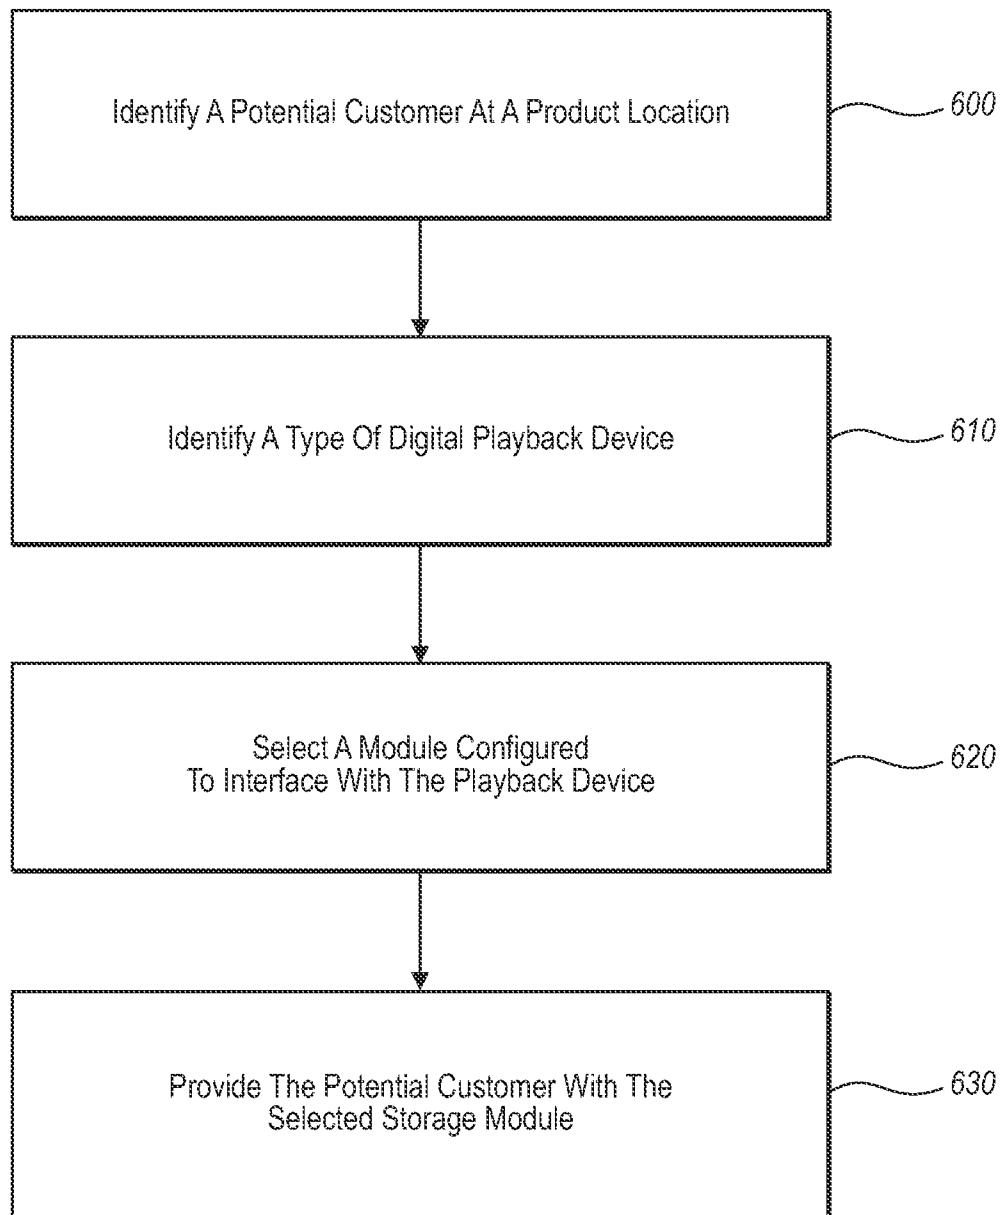 Identify A Potential Customer At A Product Location
600
Identify A Type Of Digital Playback Device
610
Select A Module Configured
To Interface With The Playback Device
620
Provide The Potential Customer With The
Selected Storage Module
630